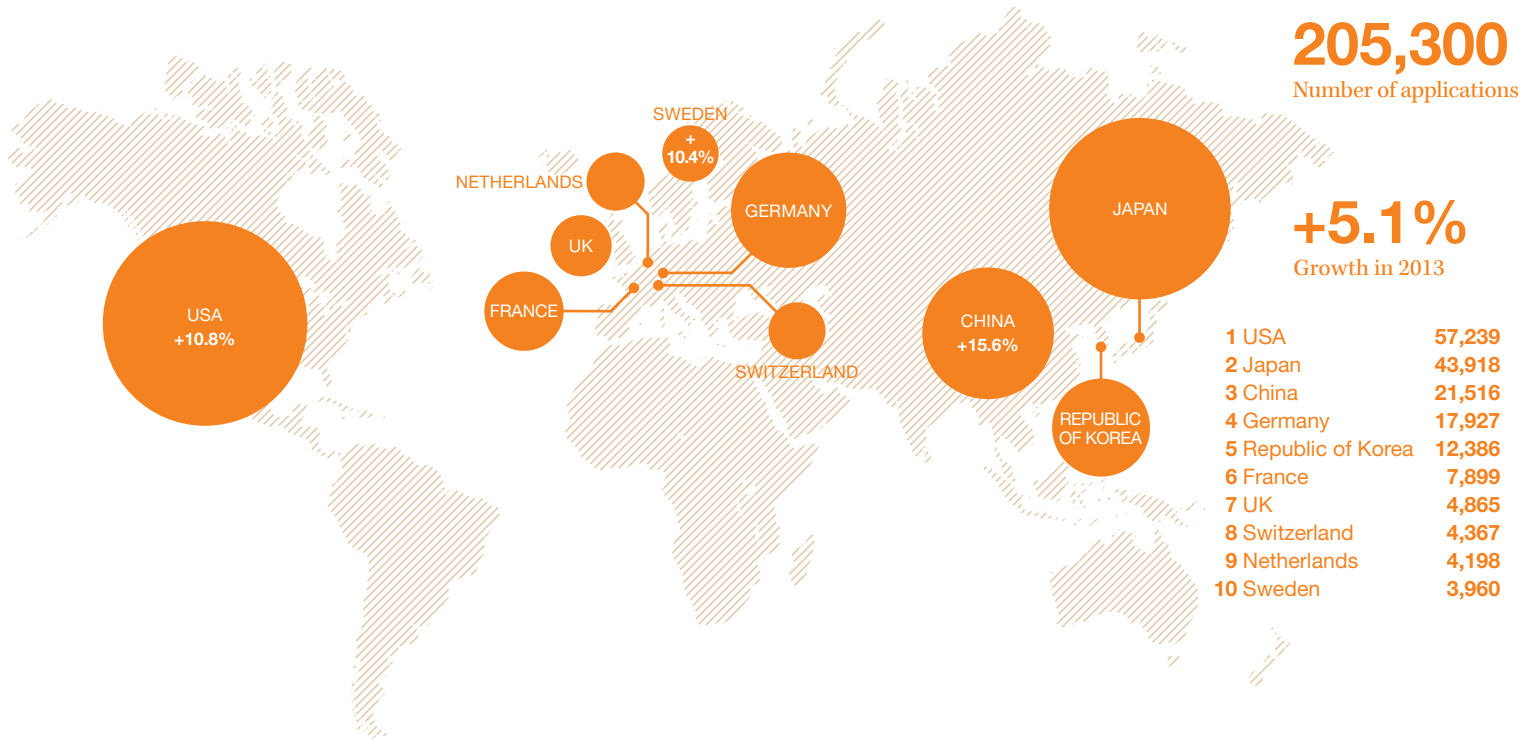 205,300
Number of applications
+5.1%
Growth in 2013
SWEDEN
+
10.4%
NETHERLANDS
GERMANY
JAPAN
UK
FRANCE
USA
+10.8%
CHINA
+15.6%
SWITZERLAND
REPUBLIC
OF KOREA
1 USA 57,239
2 Japan 43,918
3 China 21,516
4 Germany 17,927
5 Republic of Korea 12,386
6 France 7,899
7 UK 4,865
8 Switzerland 4,367
9 Netherlands 4,198
10 Sweden 3,960